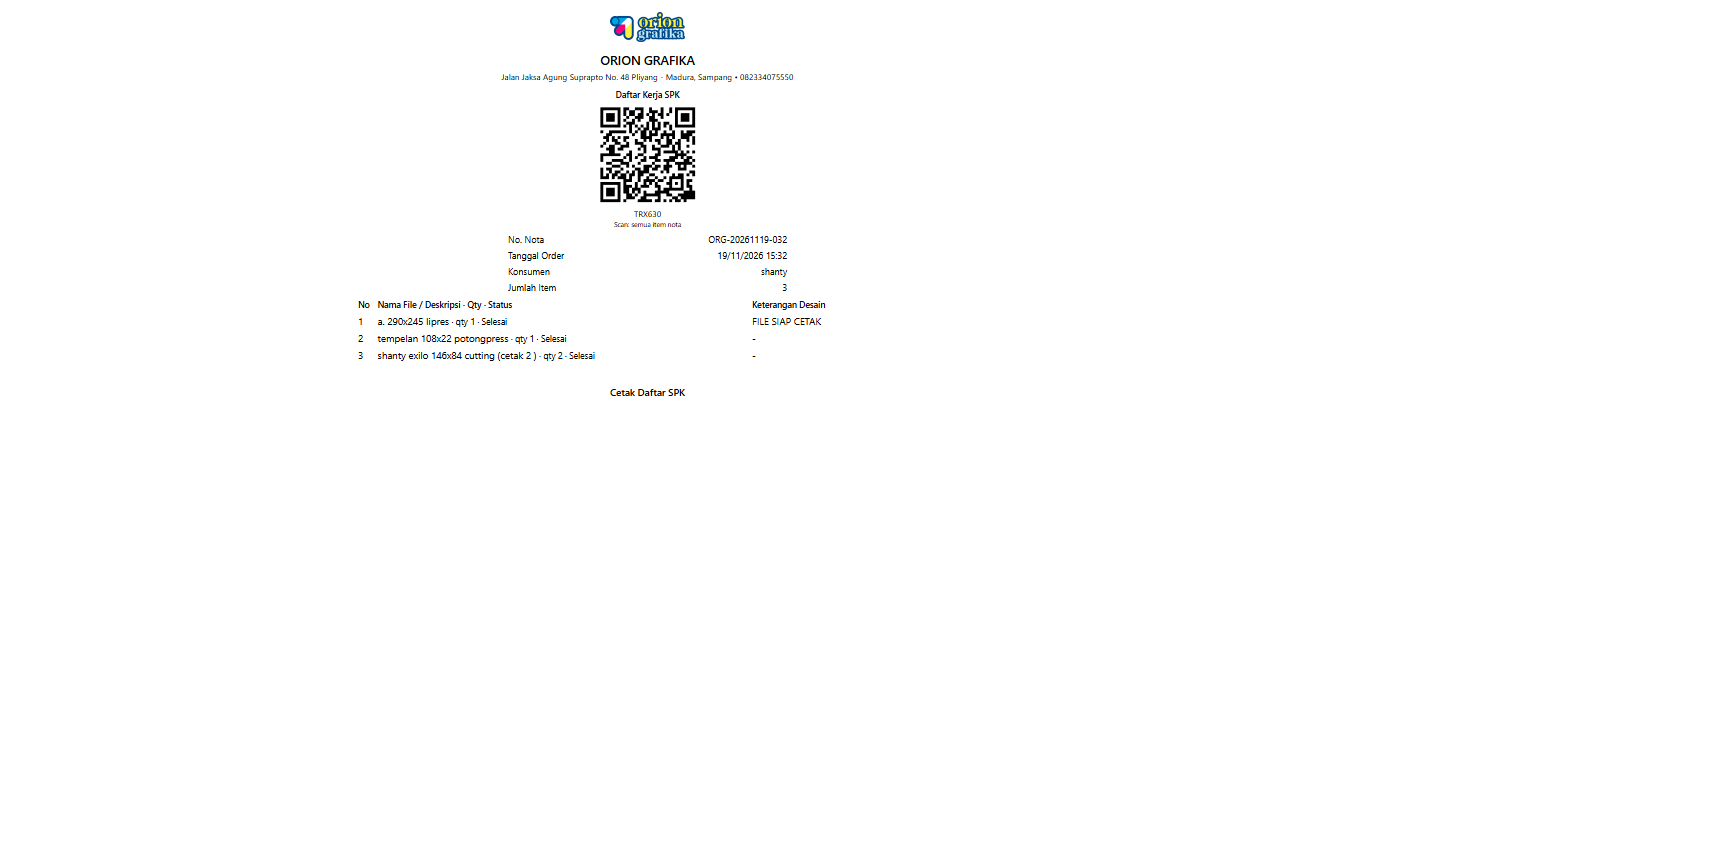 orion
grafika
ORION GRAFIKA
Jalan Jaksa Agung Suprapto No. 48 Pliyang - Madura, Sampang • 082334075550
Daftar Kerja SPK
TRX630
Scan: semua item nota
No. Nota ORG-20261119-032
Tanggal Order 19/11/2026 15:32
Konsumen shanty
Jumlah Item 3
No Nama File / Deskripsi · Qty · Status Keterangan Desain
1 a. 290x245 lipres · qty 1 · Selesai FILE SIAP CETAK
2 tempelan 108x22 potongpress · qty 1 · Selesai -
3 shanty exilo 146x84 cutting (cetak 2 ) · qty 2 · Selesai -
Cetak Daftar SPK